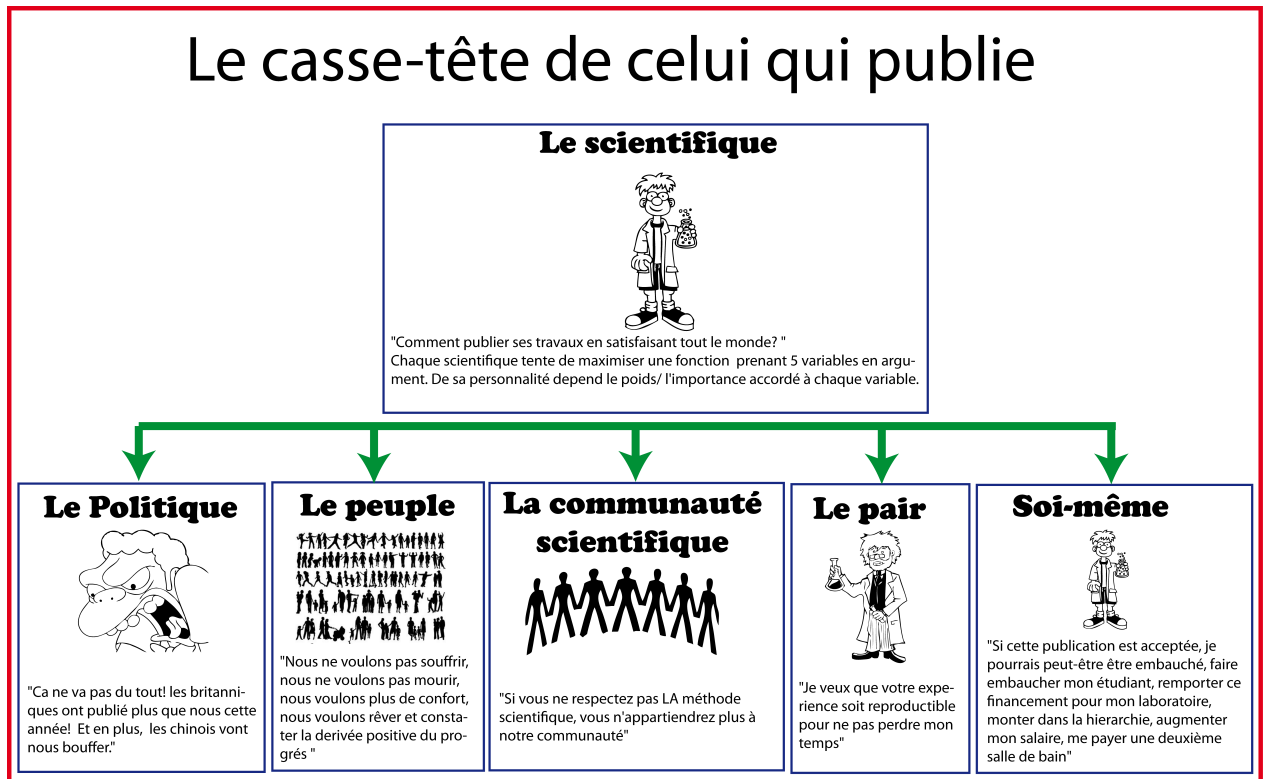 Le casse-tête de celui qui publie
Le scientifique
"Comment publier ses travaux en satisfaisant tout le monde? "
Chaque scientifique tente de maximiser une fonction  prenant 5 variables en argu-
ment. De sa personnalité depend le poids/ l'importance accordé à chaque variable.
Le Politique
"Ca ne va pas du tout! les britanni-
ques ont publié plus que nous cette
année!  Et en plus,  les chinois vont
nous bouffer."
Le peuple
"Nous ne voulons pas souffrir,
nous ne voulons pas mourir,
nous voulons plus de confort,
nous voulons rêver et consta-
ter la derivée positive du pro-
grés "
La communauté
scientifique
"Si vous ne respectez pas LA méthode
scientifique, vous n'appartiendrez plus à
notre communauté"
Le pair
"Je veux que votre expe-
rience soit reproductible
pour ne pas perdre mon
temps"
Soi-même
"Si cette publication est acceptée, je
pourrais peut-être être embauché, faire
embaucher mon étudiant, remporter ce
financement pour mon laboratoire,
monter dans la hierarchie, augmenter
mon salaire, me payer une deuxième
salle de bain"